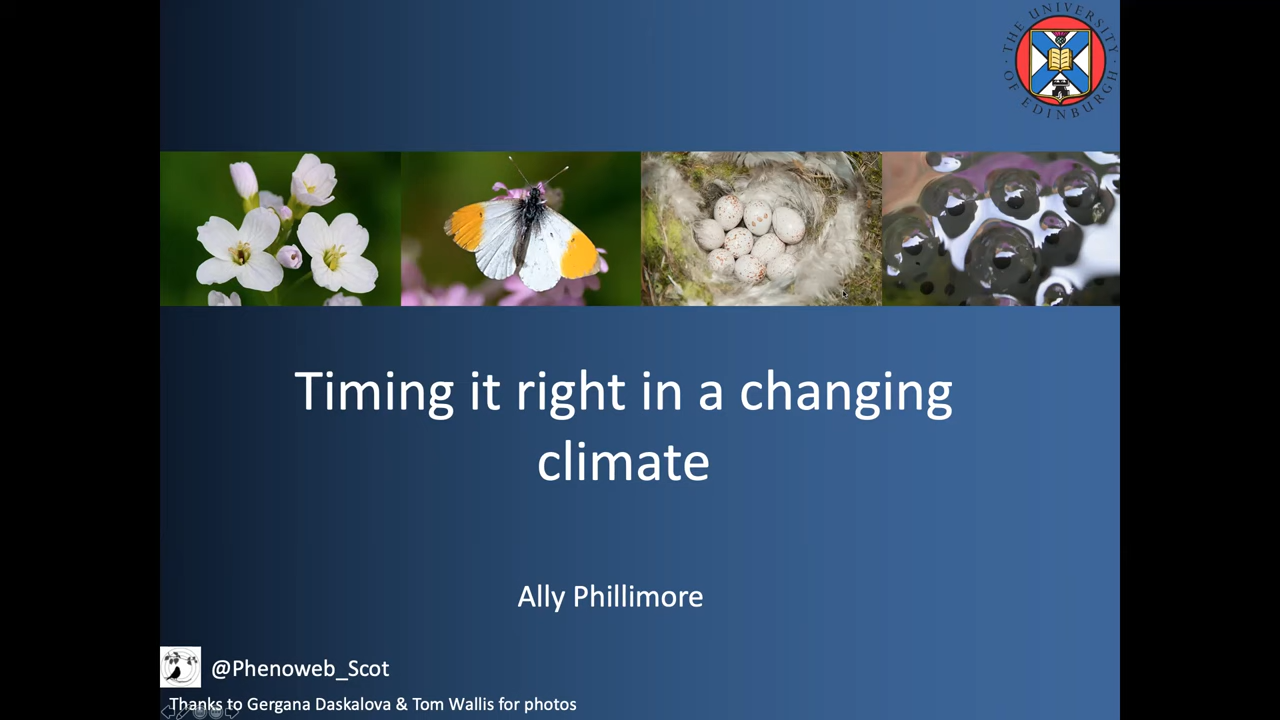 THE UNIVERSITY
OF EDINBURGH
Timing it right in a changing
climate
Ally Phillimore
@Phenoweb_Scot
Thanks to Gergana Daskalova & Tom Wallis for photos